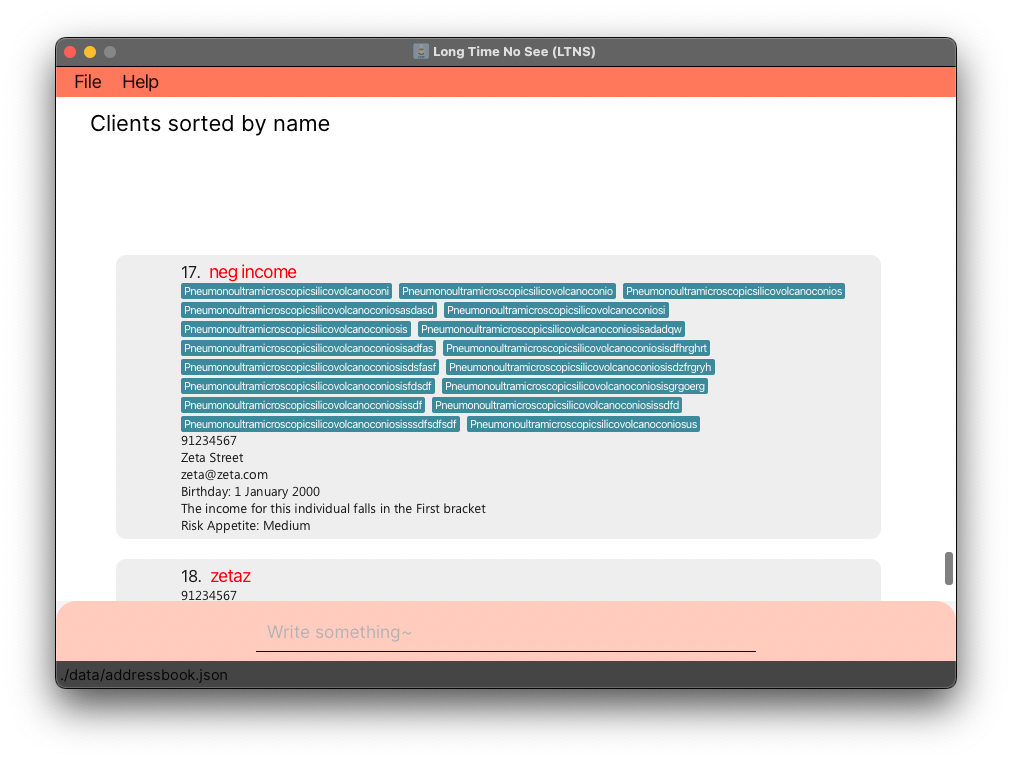 Long Time No See (LTNS)
File Help
Clients sorted by name
17. neg income
Pneumonoultramicroscopicsilicovolcanoconi Pneumonoultramicroscopicsilicovolcanoconio Pneumonoultramicroscopicsilicovolcanoconios
Pneumonoultramicroscopicsilicovolcanoconiosasdasd Pneumonoultramicroscopicsilicovolcanoconiosi
Pneumonoultramicroscopicsilicovolcanoconiosis Pneumonoultramicroscopicsilicovolcanoconiosisadadqw
Pneumonoultramicroscopicsilicovolcanoconiosisadfas Pneumonoultramicroscopicsilicovolcanoconiosisdfhrghrt
Pneumonoultramicroscopicsilicovolcanoconiosisdsfasf Pneumonoultramicroscopicsilicovolcanoconiosisdzfrgryh
Pneumonoultramicroscopicsilicovolcanoconiosisfdsdf Pneumonoultramicroscopicsilicovolcanoconiosisgrgoerg
Pneumonoultramicroscopicsilicovolcanoconiosissdf Pneumonoultramicroscopicsilicovolcanoconiosissdfd
Pneumonoultramicroscopicsilicovolcanoconiosisssdfsdfsdf Pneumonoultramicroscopicsilicovolcanoconiosus
91234567
Zeta Street
zeta@zeta.com
Birthday: 1 January 2000
The income for this individual falls in the First bracket
Risk Appetite: Medium
18. zetaz
91234567
Write something~
./data/addressbook.json